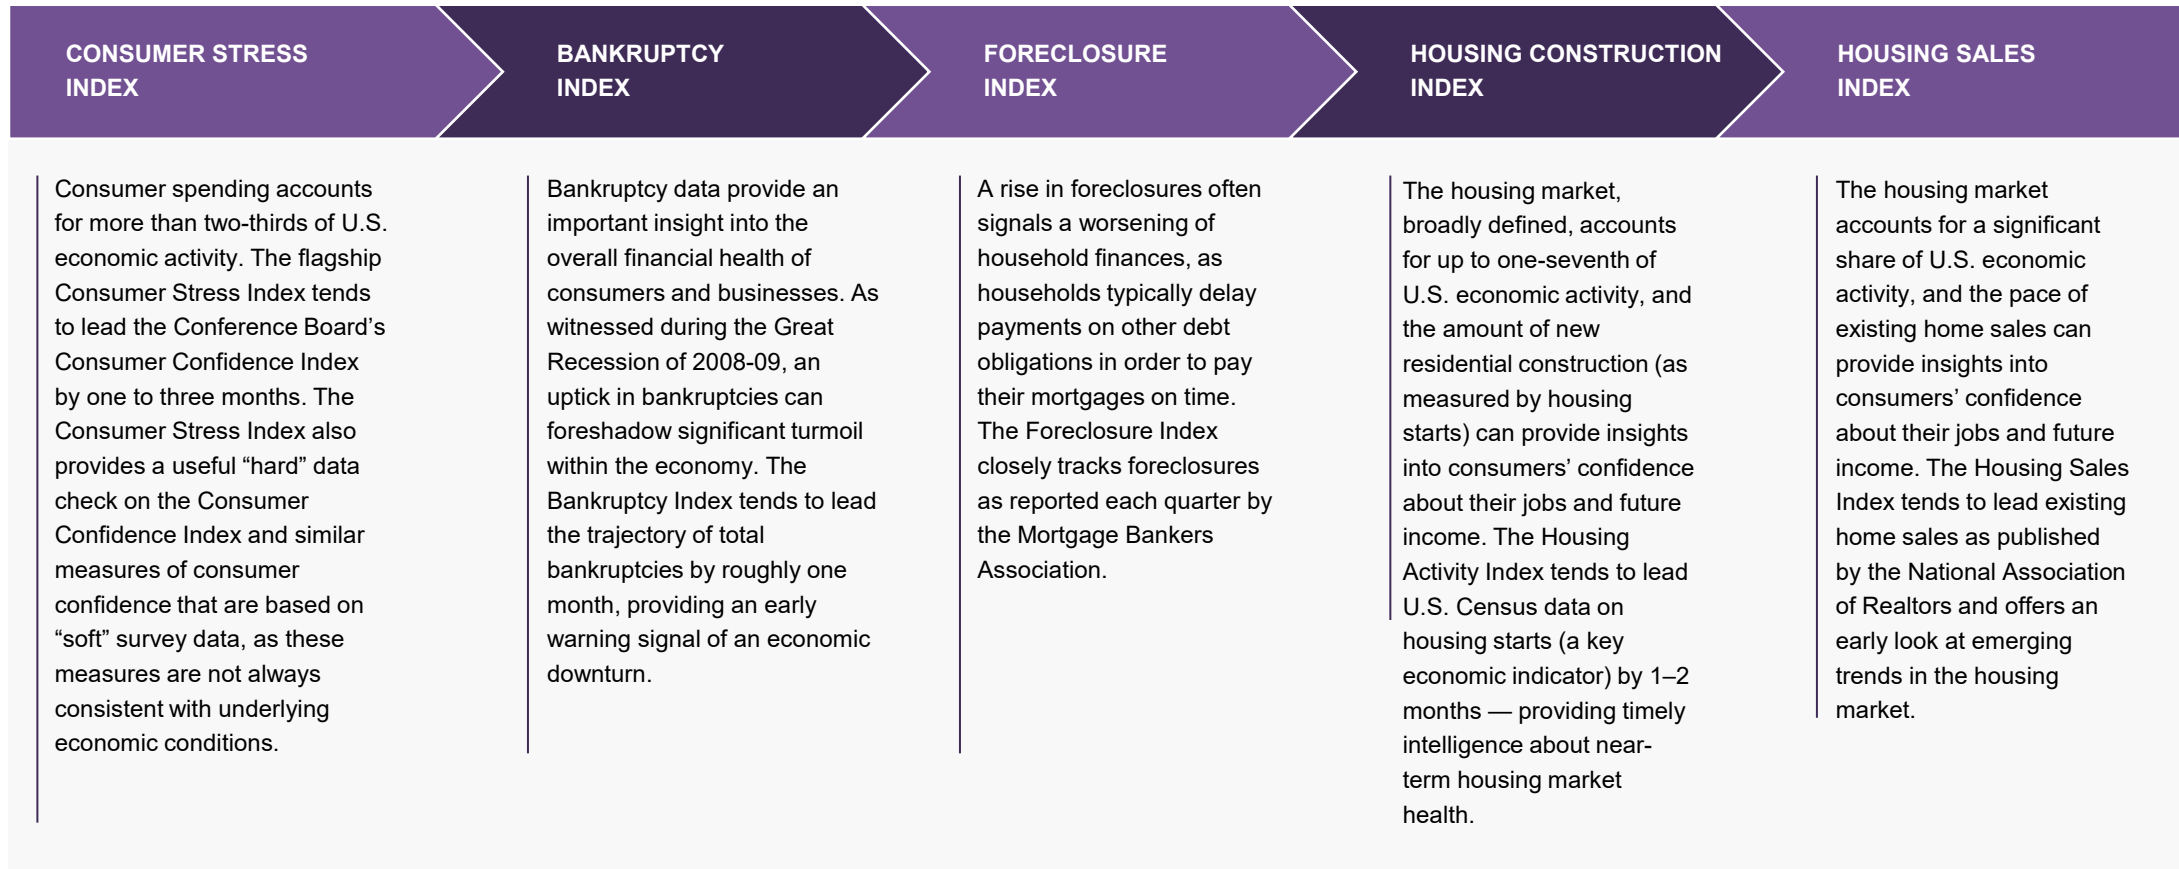 CONSUMER STRESS
INDEX
BANKRUPTCY
INDEX
FORECLOSURE
INDEX
HOUSING CONSTRUCTION
INDEX
HOUSING SALES
INDEX
Consumer spending accounts
for more than two-thirds of U.S.
economic activity. The flagship
Consumer Stress Index tends
to lead the Conference Board’s
Consumer Confidence Index
by one to three months. The
Consumer Stress Index also
provides a useful “hard” data
check on the Consumer
Confidence Index and similar
measures of consumer
confidence that are based on
“soft” survey data, as these
measures are not always
consistent with underlying
economic conditions.
Bankruptcy data provide an
important insight into the
overall financial health of
consumers and businesses. As
witnessed during the Great
Recession of 2008-09, an
uptick in bankruptcies can
foreshadow significant turmoil
within the economy. The
Bankruptcy Index tends to lead
the trajectory of total
bankruptcies by roughly one
month, providing an early
warning signal of an economic
downturn.
A rise in foreclosures often
signals a worsening of
household finances, as
households typically delay
payments on other debt
obligations in order to pay
their mortgages on time.
The Foreclosure Index
closely tracks foreclosures
as reported each quarter by
the Mortgage Bankers
Association.
The housing market,
broadly defined, accounts
for up to one-seventh of
U.S. economic activity, and
the amount of new
residential construction (as
measured by housing
starts) can provide insights
into consumers’ confidence
about their jobs and future
income. The Housing
Activity Index tends to lead
U.S. Census data on
housing starts (a key
economic indicator) by 1–2
months — providing timely
intelligence about near-
term housing market
health.
The housing market
accounts for a significant
share of U.S. economic
activity, and the pace of
existing home sales can
provide insights into
consumers’ confidence
about their jobs and future
income. The Housing Sales
Index tends to lead existing
home sales as published
by the National Association
of Realtors and offers an
early look at emerging
trends in the housing
market.